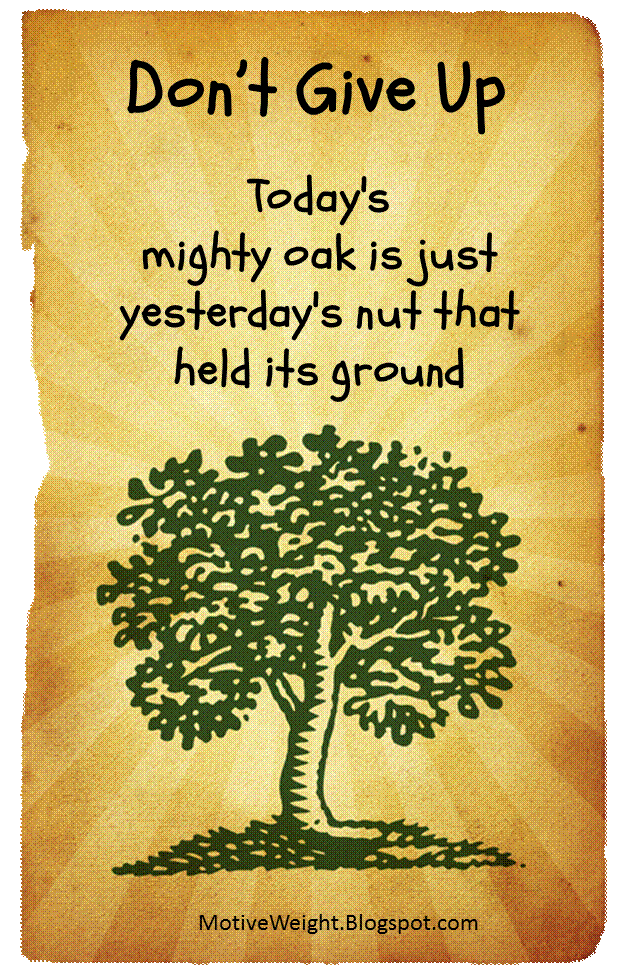 Don't Give Up
Today's
mighty oak is just
yesterday's nut that
held its ground
MotiveWeight.Blogspot.com